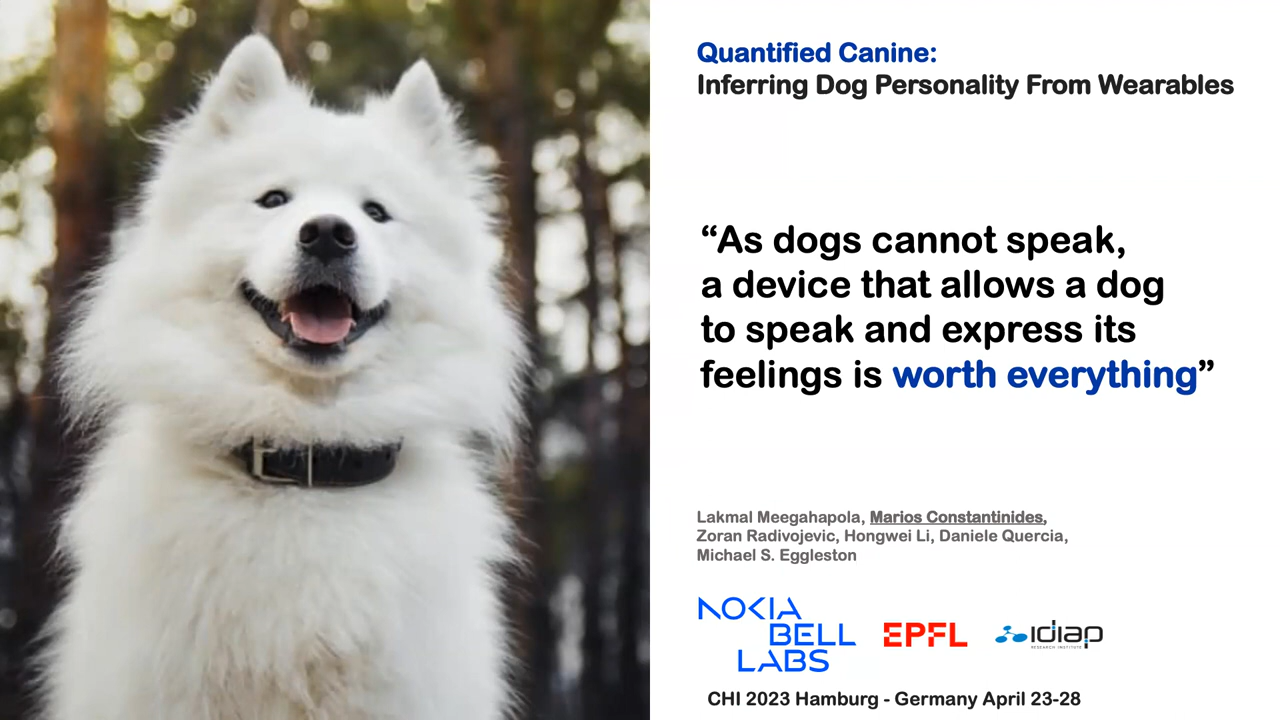 Quantified Canine:
Inferring Dog Personality From Wearables
“As dogs cannot speak,
a device that allows a dog
to speak and express its
feelings is worth everything”
Lakmal Meegahapola, Marios Constantinides,
Zoran Radivojevic, Hongwei Li, Daniele Quercia,
Michael S. Eggleston
NOKIA
BELL
LABS
EPFL
idiap
RESEARCH INSTITUTE
CHI 2023 Hamburg - Germany April 23-28